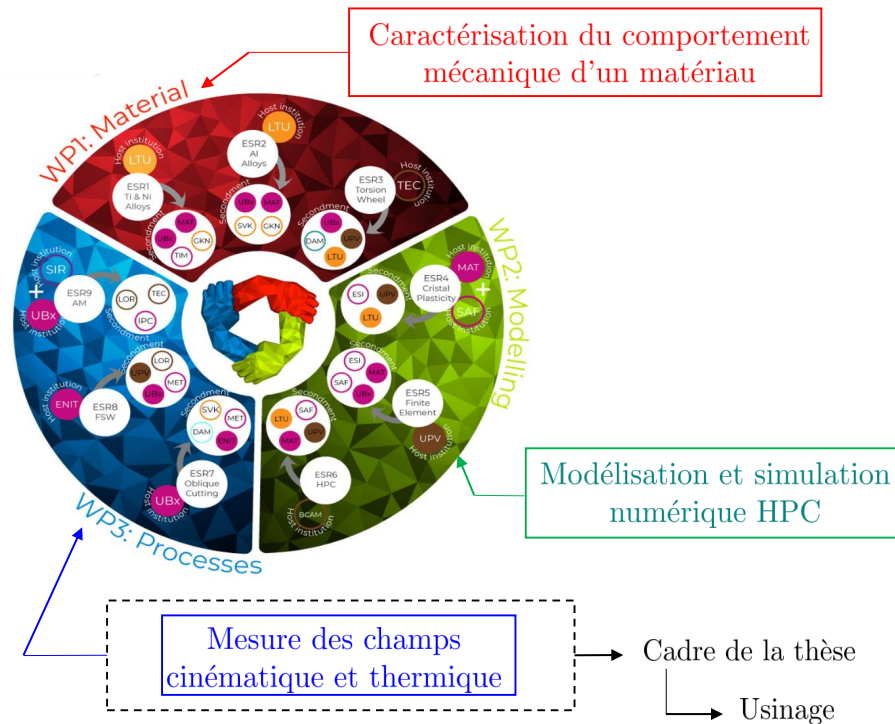 Caractérisation du comportement
mécanique d'un matériau
WP1: Material
Host institution
LTU
ESR1
Ti & Ni
Alloys
Secondment
MAT
UBx
GKN
TIM
Host institution
LTU
ESR2
Al
Alloys
Secondment
UBx
MAT
SVK
GKN
Host institution
TEC
ESR3
Torsion
Wheel
Secondment
UBx
DAM
UPV
LTU
WP2: Modelling
Host institution
MAT
+
SAF
Host institution
ESR4
Cristal
Plasticity
Secondment
ESI
UPV
LTU
Secondment
ESI
MAT
SAF
UBx
ESR5
Finite
Element
UPV
Host institution
Secondment
LTU
SAF
MAT
UPV
ESR6
HPC
BCAM
Host institution
WP3: Processes
Host institution
SIR
+
UBx
Host institution
ESR9
AM
LOR
TEC
IPC
Secondment
Secondment
UPV
LOR
UBx
MET
Host institution
ENIT
ESR8
FSW
Secondment
SVK
MET
DAM
ENIT
ESR7
Oblique
Cutting
UBx
Host institution
Modélisation et simulation
numérique HPC
Mesure des champs
cinématique et thermique
Cadre de la thèse
Usinage